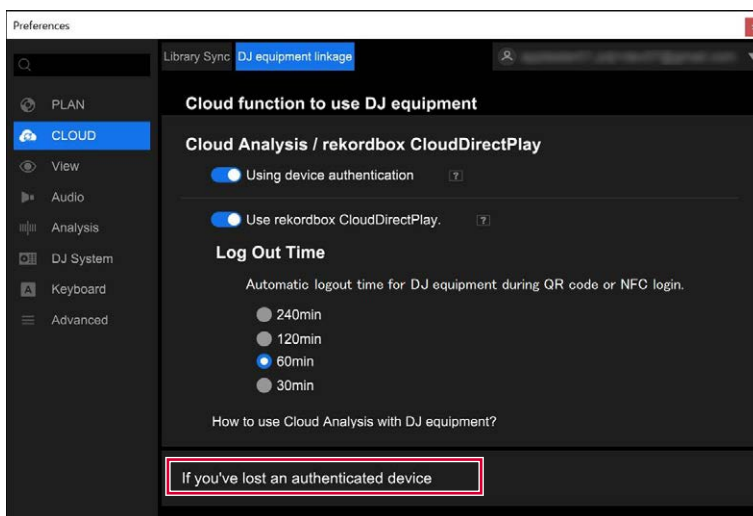 Preferences
Library Sync DJ equipment linkage
PLAN
CLOUD
View
Audio
Analysis
DJ System
A Keyboard
Advanced
Cloud function to use DJ equipment
Cloud Analysis / rekordbox CloudDirectPlay
Using device authentication ?
Use rekordbox CloudDirectPlay. ?
Log Out Time
Automatic logout time for DJ equipment during QR code or NFC login.
240min
120min
60min
30min
How to use Cloud Analysis with DJ equipment?
If you've lost an authenticated device